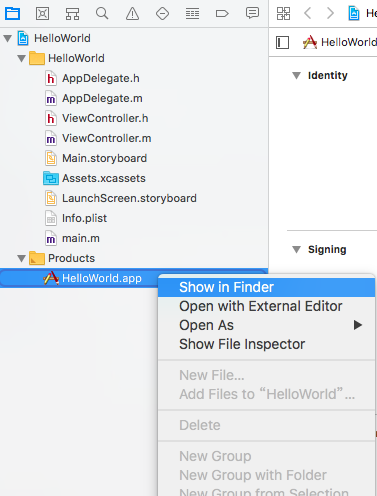 HelloWorld
HelloWorld
AppDelegate.h
AppDelegate.m
ViewController.h
ViewController.m
Main.storyboard
Assets.xcassets
LaunchScreen.storyboard
Info.plist
main.m
Products
HelloWorld.app
He
HelloWorld
Identity
Signing
Show in Finder
Open with External Editor
Open As
Show File Inspector
New File...
Add Files to “HelloWorld”...
Delete
New Group
New Group with Folder
New Group from Selection